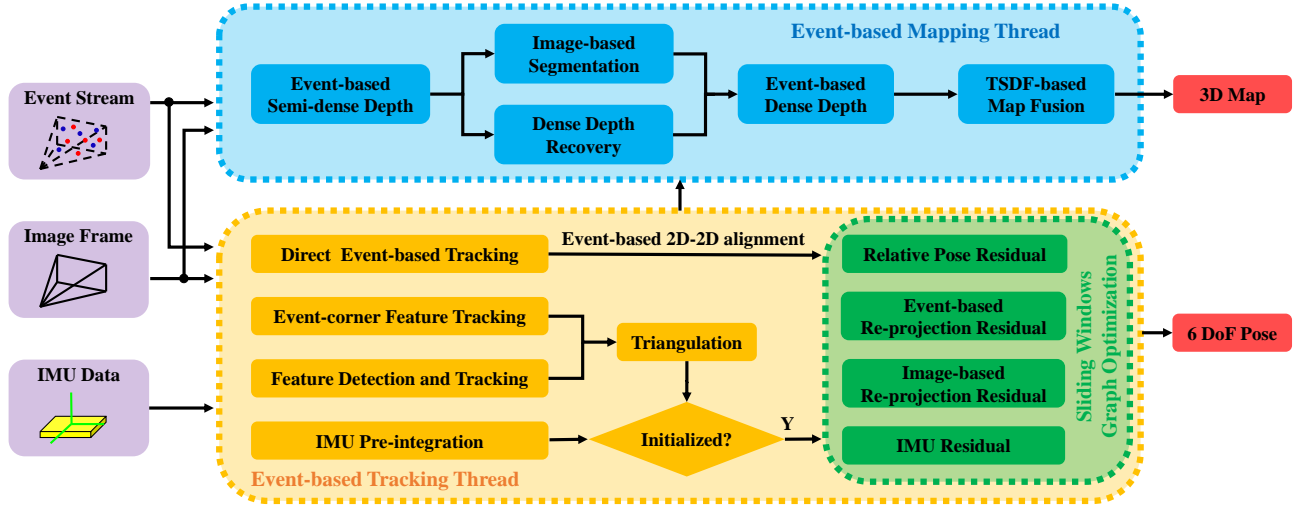 Event Stream
Image Frame
IMU Data
Event-based Mapping Thread
Event-based
Semi-dense Depth
Image-based
Segmentation
Dense Depth
Recovery
Event-based
Dense Depth
TSDF-based
Map Fusion
3D Map
Direct Event-based Tracking
Event-based 2D-2D alignment
Event-corner Feature Tracking
Feature Detection and Tracking
Triangulation
IMU Pre-integration
Initialized?
Y
Event-based Tracking Thread
Relative Pose Residual
Event-based
Re-projection Residual
Image-based
Re-projection Residual
IMU Residual
Sliding Windows
Graph Optimization
6 DoF Pose